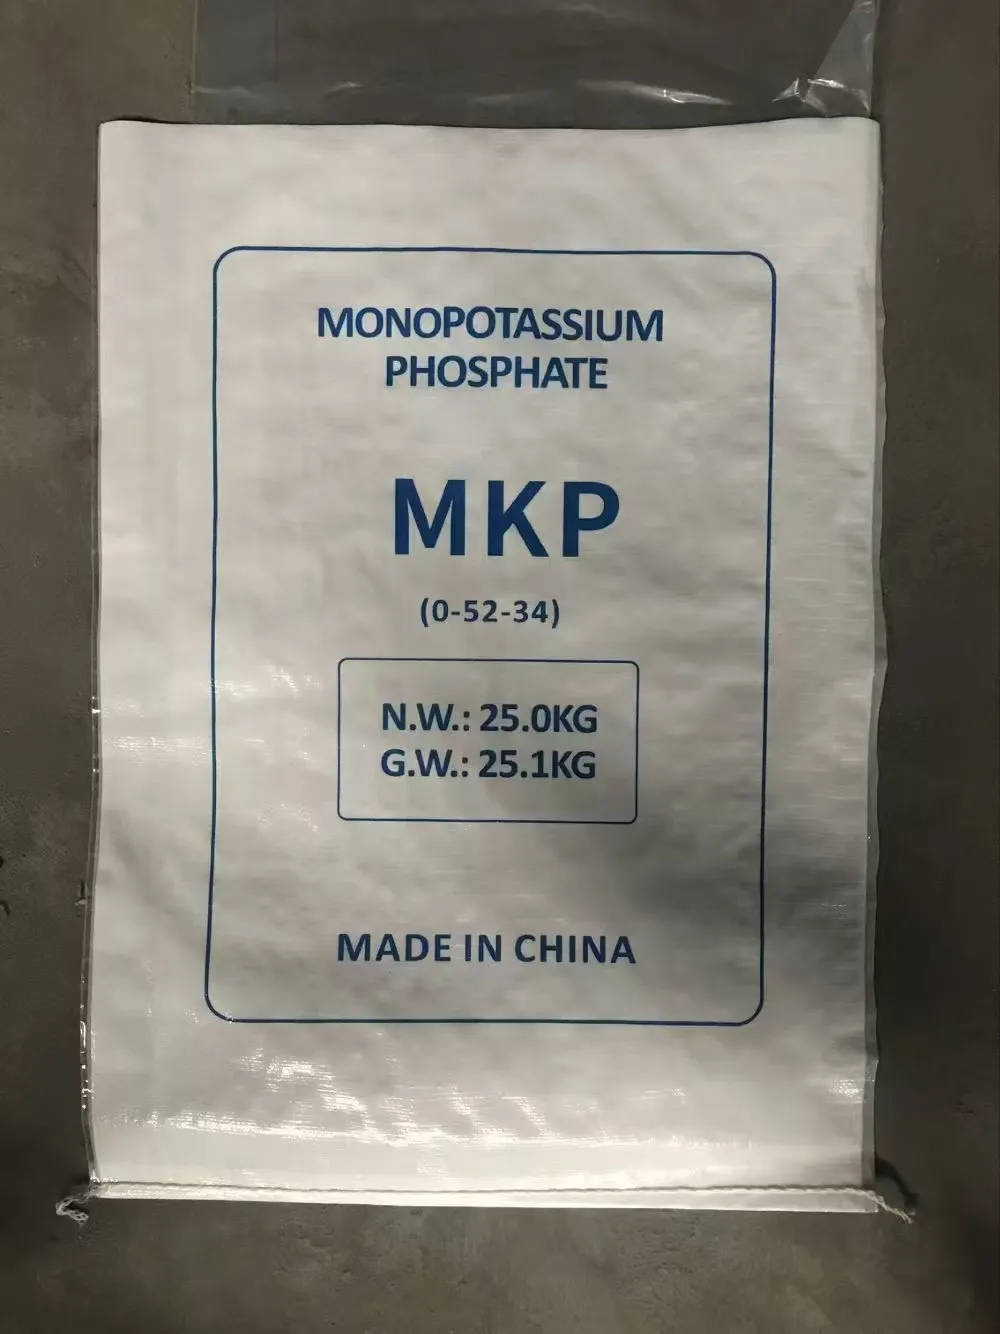 MONOPOTASSIUM
PHOSPHATE
MKP
(0-52-34)
N.W.: 25.0KG
G.W.: 25.1KG
MADE IN CHINA